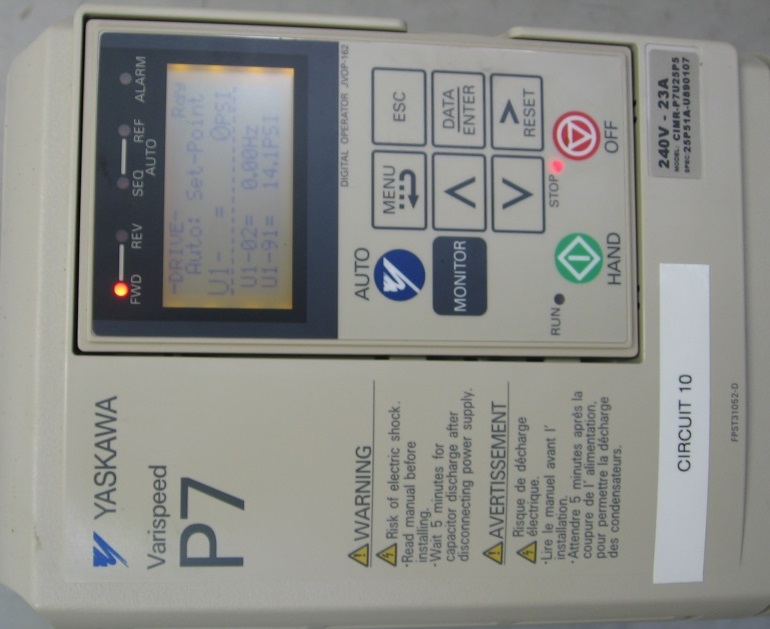 YASKAWA
Varispeed
P7
WARNING
Risk of electric shock.
·Read manual before
installing.
·Wait 5 minutes for
capacitor discharge after
disconnecting power supply.
AVERTISSEMENT
Risque de décharge
électrique.
·Lire le manuel avant l'
installation.
·Attendre 5 minutes aprés la
coupure de l' alimentation,
pour permettre la décharge
des condensateurs.
CIRCUIT 10
FPST31052-D
FWD REV SEQ REF ALARM
AUTO
-DRIVE- Rdy
Auto: Set-Point
U1- = 0PSI
U1-02= 0.00Hz
U1-91= 14.1PSI
DIGITAL OPERATOR JVOP-162
AUTO MENU ESC
MONITOR DATA
ENTER
RESET
RUN STOP
HAND OFF
240V - 23A
MODEL: CIMR-P7U25P5
SPEC: 25P51A-U890107